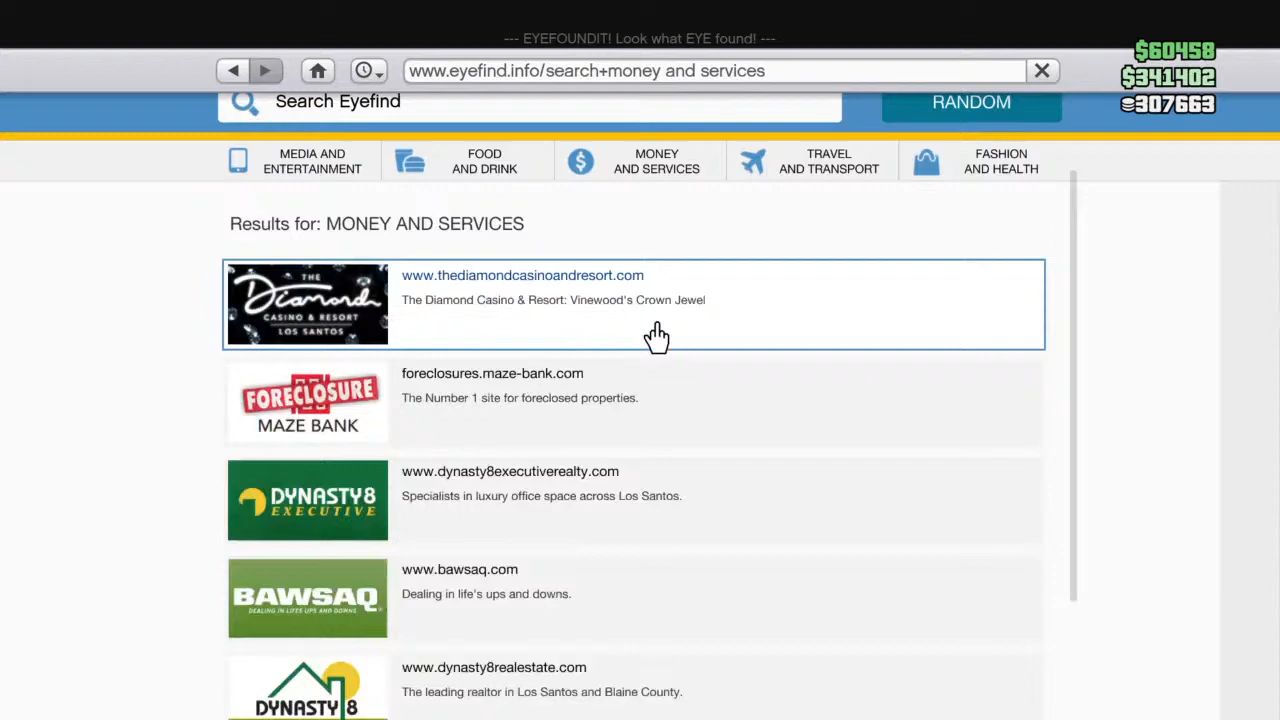 --- EYEFOUNDIT! Look what EYE found! ---
$60458
www.eyefind.info/search+money and services
$341402
307663
Search Eyefind
RANDOM
MEDIA AND
ENTERTAINMENT
FOOD
AND DRINK
MONEY
AND SERVICES
TRAVEL
AND TRANSPORT
FASHION
AND HEALTH
Results for: MONEY AND SERVICES
THE
Diamond
CASINO & RESORT
LOS SANTOS
www.thediamondcasinoandresort.com
The Diamond Casino & Resort: Vinewood's Crown Jewel
FORECLOSURE
MAZE BANK
foreclosures.maze-bank.com
The Number 1 site for foreclosed properties.
DYNASTY8
EXECUTIVE
www.dynasty8executiverealty.com
Specialists in luxury office space across Los Santos.
BAWSAQ
DEALING IN LIFE'S UPS AND DOWNS
www.bawsaq.com
Dealing in life's ups and downs.
DYNASTY 8
www.dynasty8realestate.com
The leading realtor in Los Santos and Blaine County.